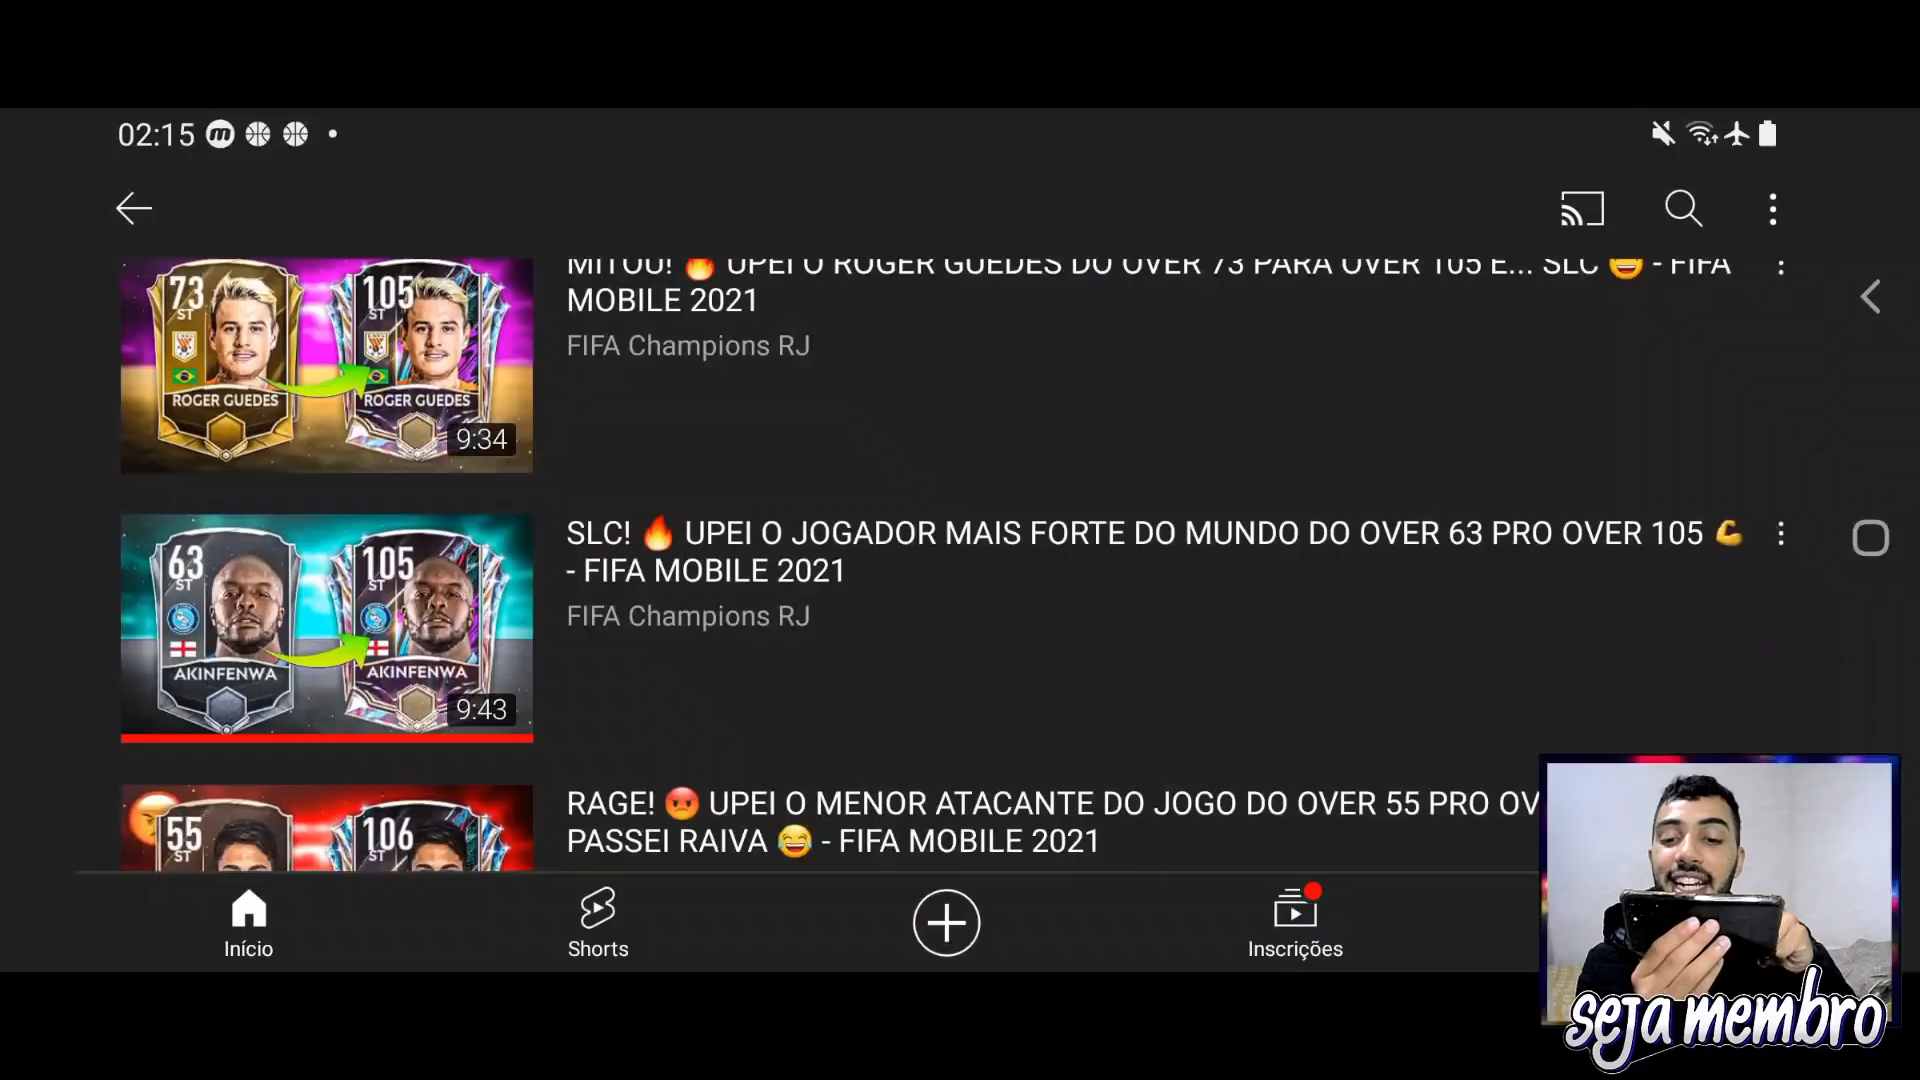 02:15
73
ST
ROGER GUEDES
105
ST
ROGER GUEDES
9:34
MITOU! 🔥 UPEI O ROGER GUEDES DO OVER 73 PARA OVER 105 E... SLC 😄 - FIFA
MOBILE 2021
FIFA Champions RJ
63
ST
AKINFENWA
105
ST
AKINFENWA
9:43
SLC! 🔥 UPEI O JOGADOR MAIS FORTE DO MUNDO DO OVER 63 PRO OVER 105 💪
- FIFA MOBILE 2021
FIFA Champions RJ
55
ST
106
ST
RAGE! 😡 UPEI O MENOR ATACANTE DO JOGO DO OVER 55 PRO OV
PASSEI RAIVA 😂 - FIFA MOBILE 2021
Início
Shorts
Inscrições
seja membro